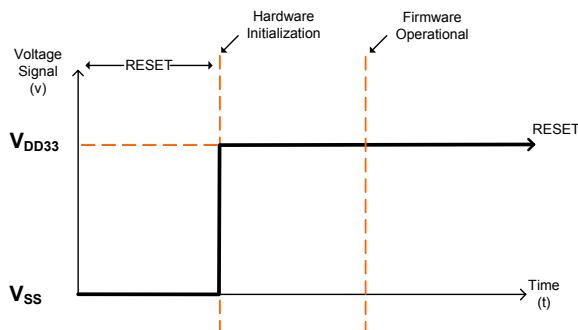 Hardware
Initialization
Firmware
Operational
Voltage
Signal
(v)
RESET
VDD33
RESET
VSS
Time
(t)